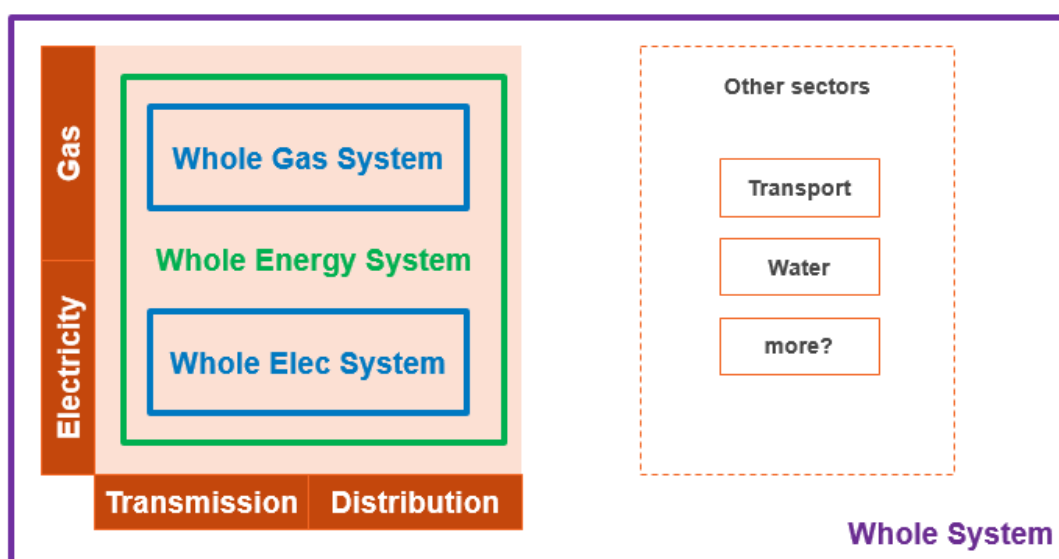 Gas
Electricity
Whole Gas System
Whole Energy System
Whole Elec System
Transmission
Distribution
Other sectors
Transport
Water
more?
Whole System